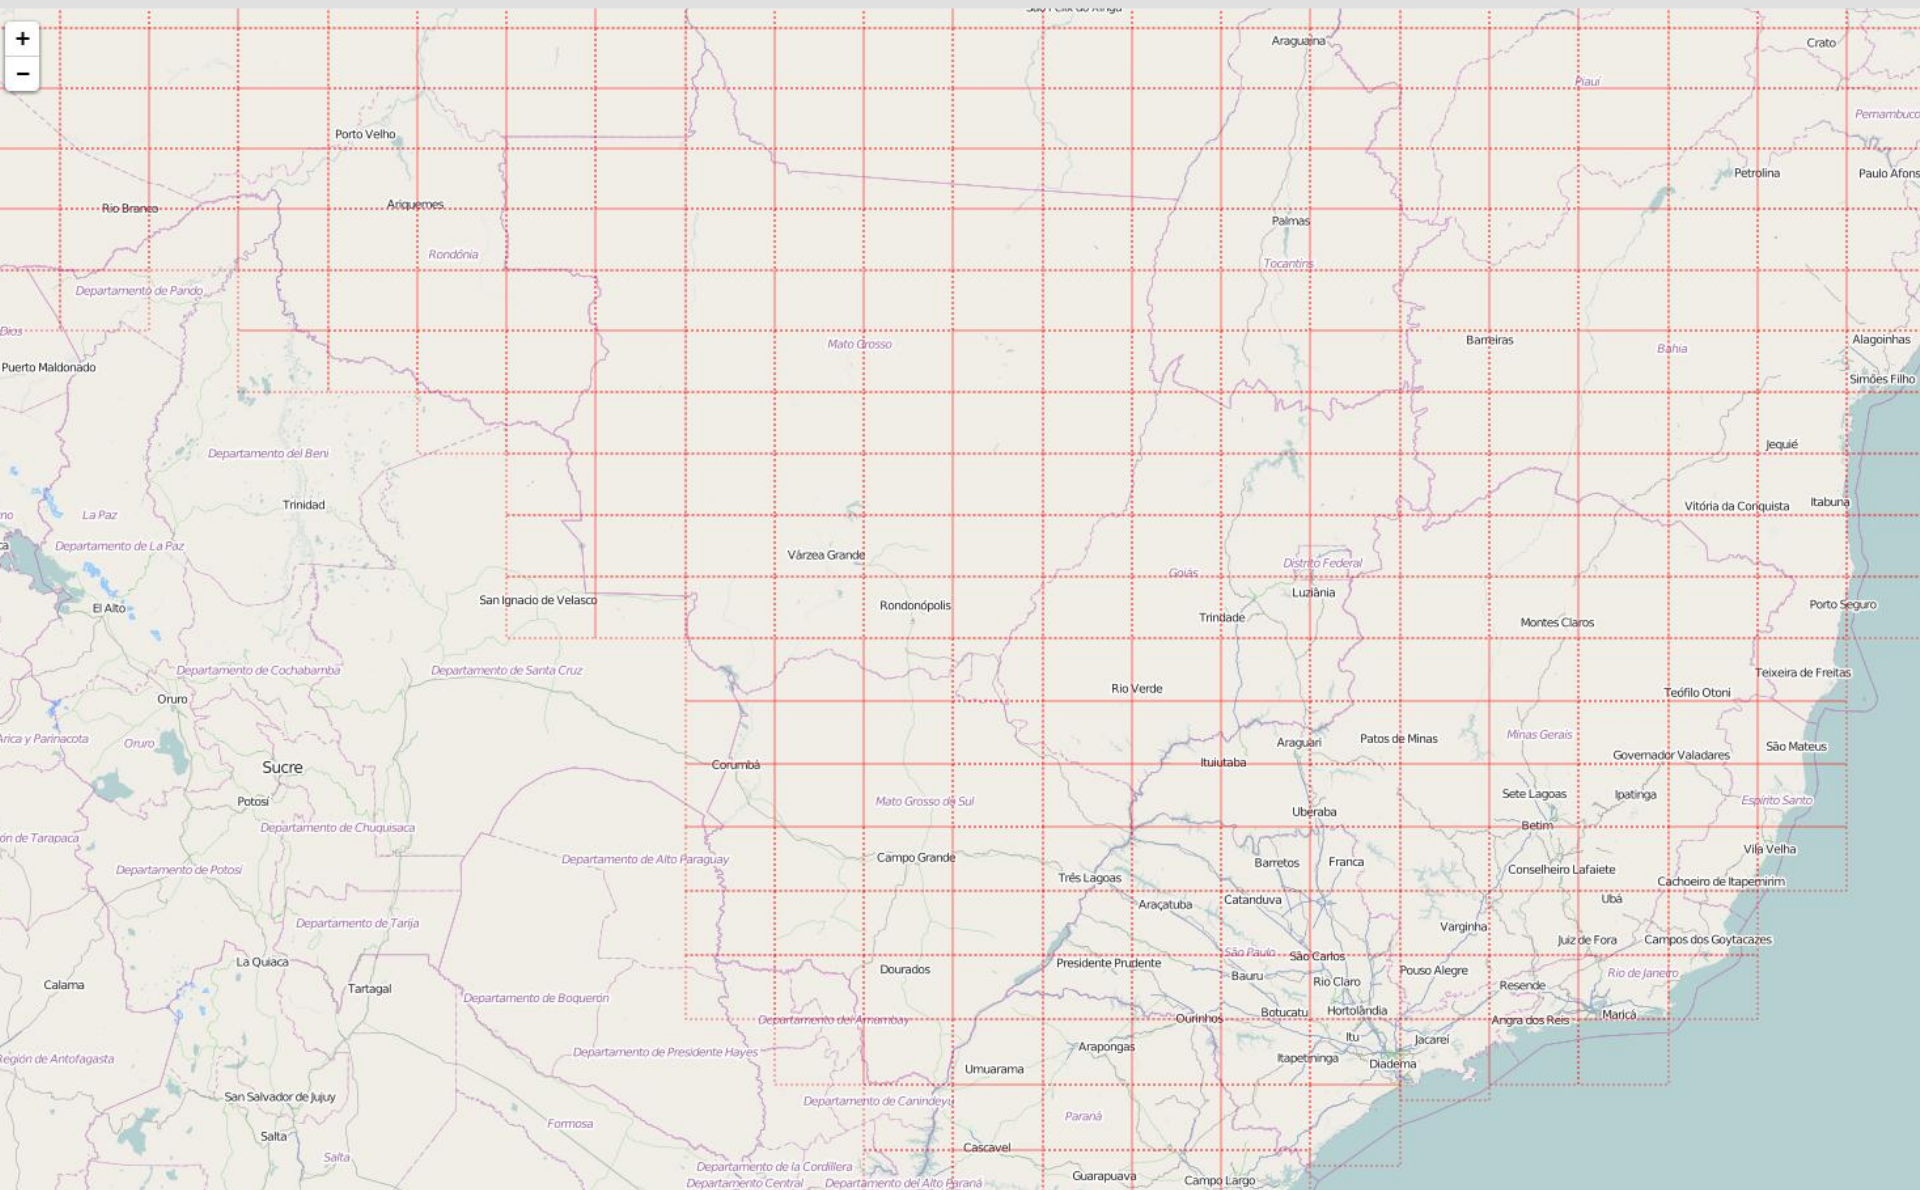 +
−
São Félix do Xingu
Araguaina
Crato
Piauí
Pernambuco
Porto Velho
Petrolina
Paulo Afons
Rio Branco
Ariquemes
Palmas
Rondônia
Tocantins
Departamento de Pando
Dios
Mato Grosso
Barreiras
Bahia
Alagoinhas
Puerto Maldonado
Simões Filho
Jequié
Departamento del Beni
Trinidad
Vitória da Conquista
Itabuna
no
La Paz
Departamento de La Paz
Várzea Grande
Goiás
Distrito Federal
Luziânia
El Alto
San Ignacio de Velasco
Rondonópolis
Trindade
Montes Claros
Porto Seguro
Departamento de Cochabamba
Departamento de Santa Cruz
Teixeira de Freitas
Oruro
Rio Verde
Teófilo Otoni
Arica y Parinacota
Oruro
Araguari
Patos de Minas
Minas Gerais
São Mateus
Sucre
Corumbá
Ituiutaba
Governador Valadares
Potosí
Mato Grosso do Sul
Sete Lagoas
Ipatinga
Espírito Santo
Uberaba
Departamento de Chuquisaca
Betim
ón de Tarapaca
Vila Velha
Departamento de Alto Paraguay
Campo Grande
Barretos
Franca
Departamento de Potosí
Três Lagoas
Conselheiro Lafaiete
Cachoeiro de Itapemirim
Araçatuba
Catanduva
Ubá
Departamento de Tarija
Varginha
Juiz de Fora
Campos dos Goytacazes
São Paulo
São Carlos
La Quiaca
Presidente Prudente
Dourados
Pouso Alegre
Rio de Janeiro
Calama
Tartagal
Bauru
Rio Claro
Resende
Departamento de Boquerón
Botucatu
Hortolândia
Departamento del Amambay
Ourinhos
Angra dos Reis
Maricá
Itu
Jacareí
Arapongas
Departamento de Presidente Hayes
Región de Antofagasta
Itapetininga
Diadema
Umuarama
San Salvador de Jujuy
Departamento de Canindeyú
Formosa
Paraná
Salta
Cascavel
Salta
Departamento de la Cordillera
Guarapuava
Campo Largo
Departamento Central
Departamento del Alto Paraná